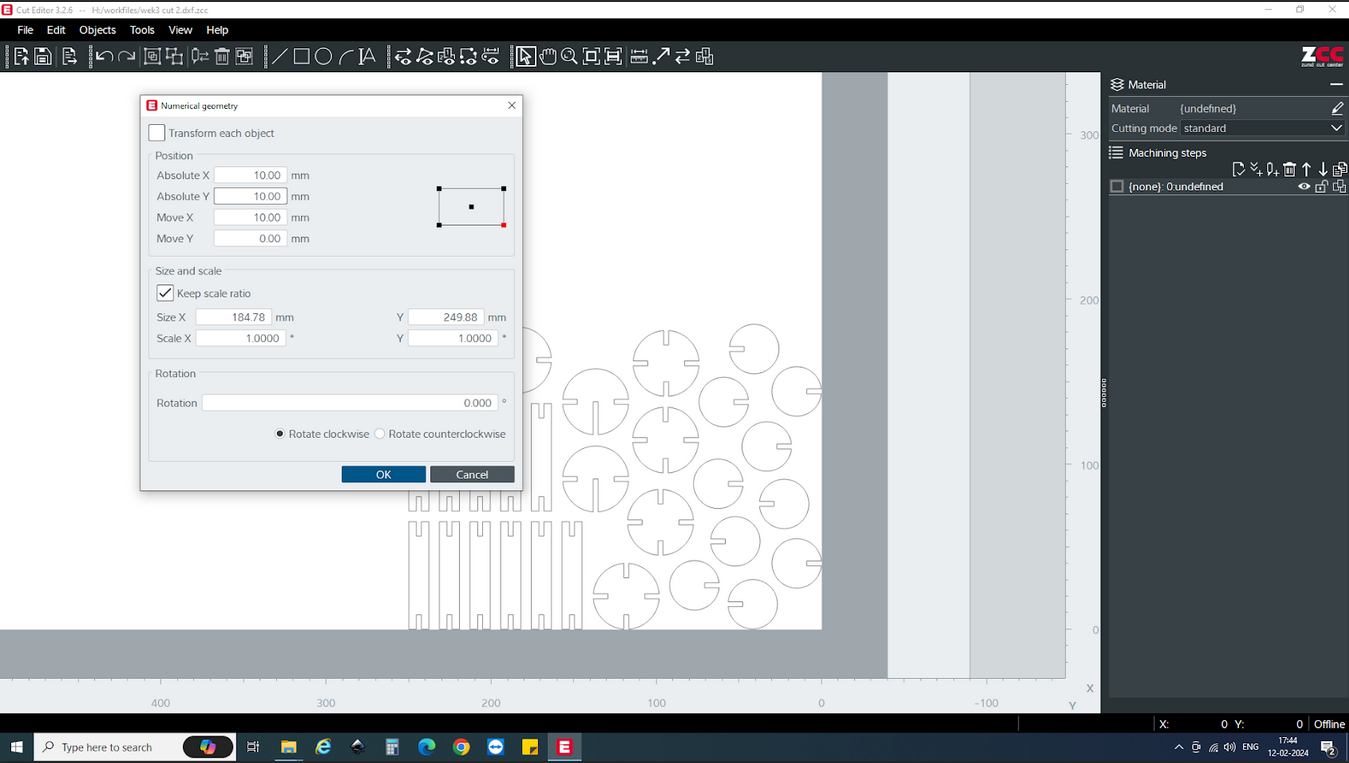 Cut Editor 3.2.6 -- H:/workfiles/wek3 cut 2.dxf.zcc
File Edit Objects Tools View Help
ZCC
zund cut center
Numerical geometry
Transform each object
Position
Absolute X 10.00 mm
Absolute Y 10.00 mm
Move X 10.00 mm
Move Y 0.00 mm
Size and scale
Keep scale ratio
Size X 184.78 mm Y 249.88 mm
Scale X 1.0000 * Y 1.0000 *
Rotation
Rotation 0.000 °
Rotate clockwise Rotate counterclockwise
OK Cancel
300
200
100
0
X
400 300 200 100 0 -100
Y
Material
Material {undefined}
Cutting mode standard
Machining steps
{none}: 0:undefined
X: 0 Y: 0 Offline
Type here to search
ENG
17:44
12-02-2024
2